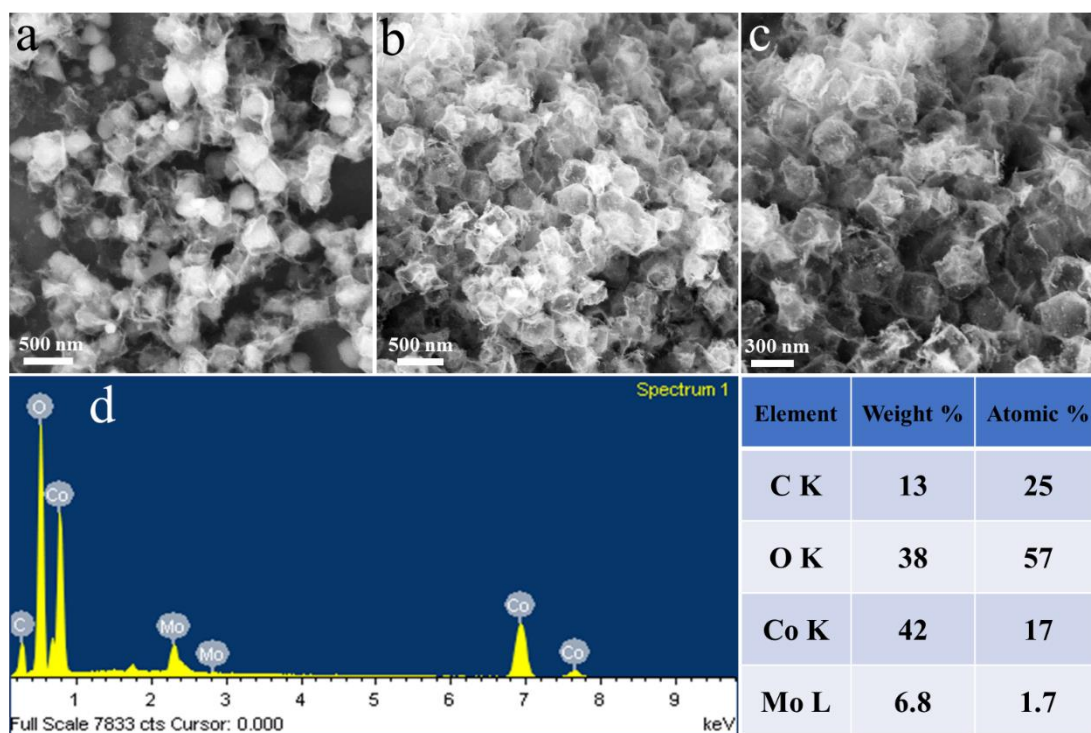 a
b
c
500 nm
500 nm
300 nm
d
Spectrum 1
O
Co
C
Mo
Mo
Co
Co
1 2 3 4 5 6 7 8 9
Full Scale 7833 cts Cursor: 0.000
keV
Element Weight % Atomic %
C K 13 25
O K 38 57
Co K 42 17
Mo L 6.8 1.7